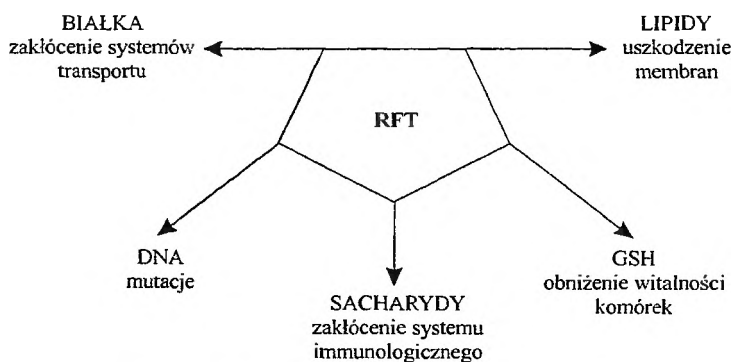 BIAŁKA
zakłócenie systemów
transportu
LIPIDY
uszkodzenie
membran
RFT
DNA
mutacje
SACHARYDY
zakłócenie systemu
immunologicznego
GSH
obniżenie witalności
komórek